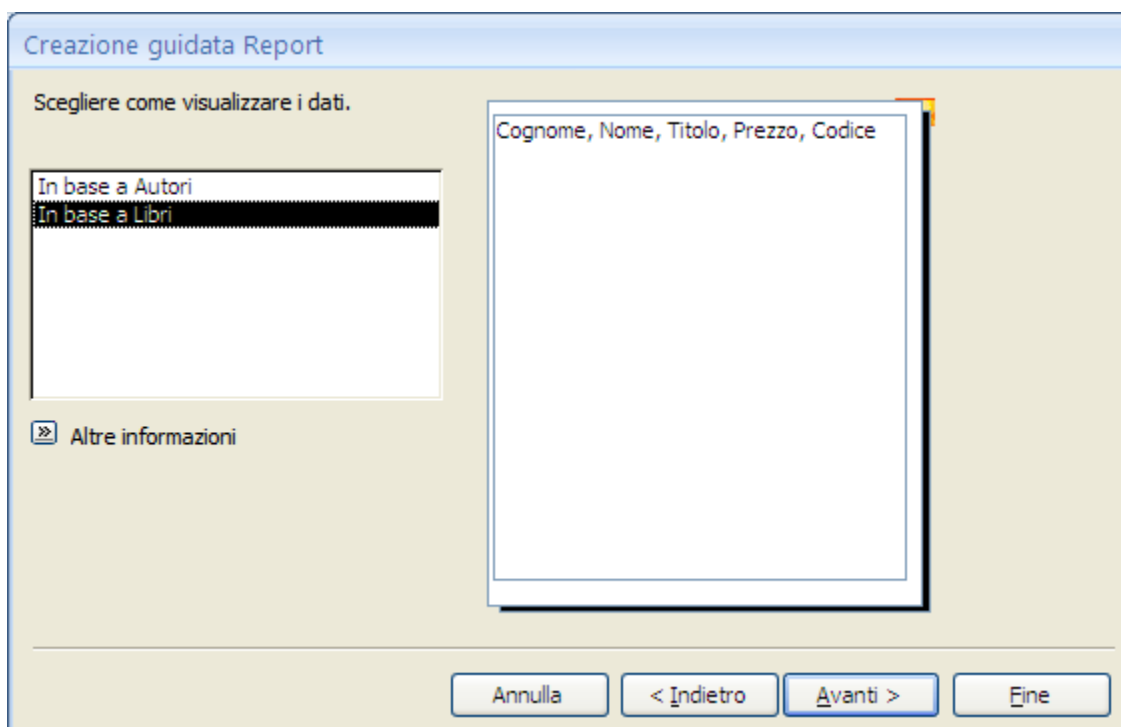 Creazione guidata Report
Scegliere come visualizzare i dati.
In base a Autori
In base a Libri
Cognome, Nome, Titolo, Prezzo, Codice
Altre informazioni
Annulla
< Indietro
Avanti >
Fine